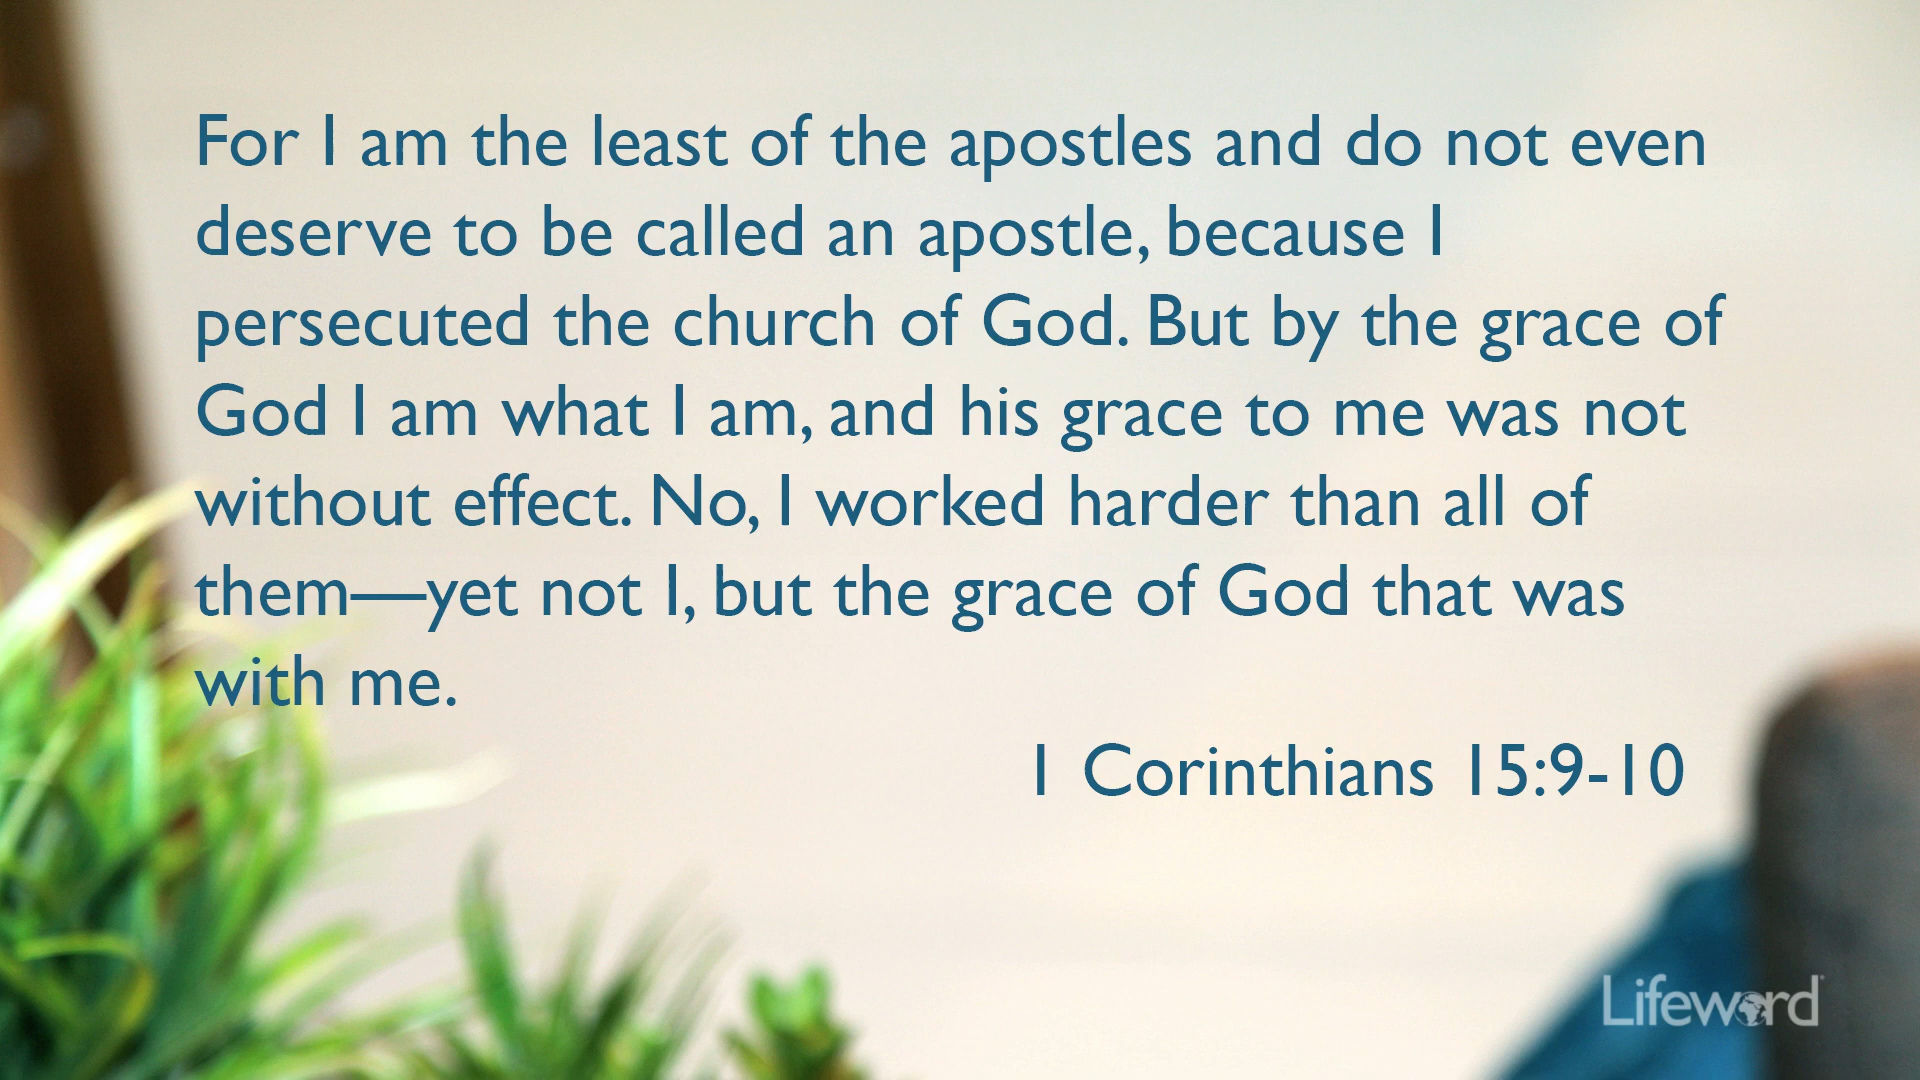 For I am the least of the apostles and do not even
deserve to be called an apostle, because I
persecuted the church of God. But by the grace of
God I am what I am, and his grace to me was not
without effect. No, I worked harder than all of
them—yet not I, but the grace of God that was
with me.
1 Corinthians 15:9-10
Lifeword